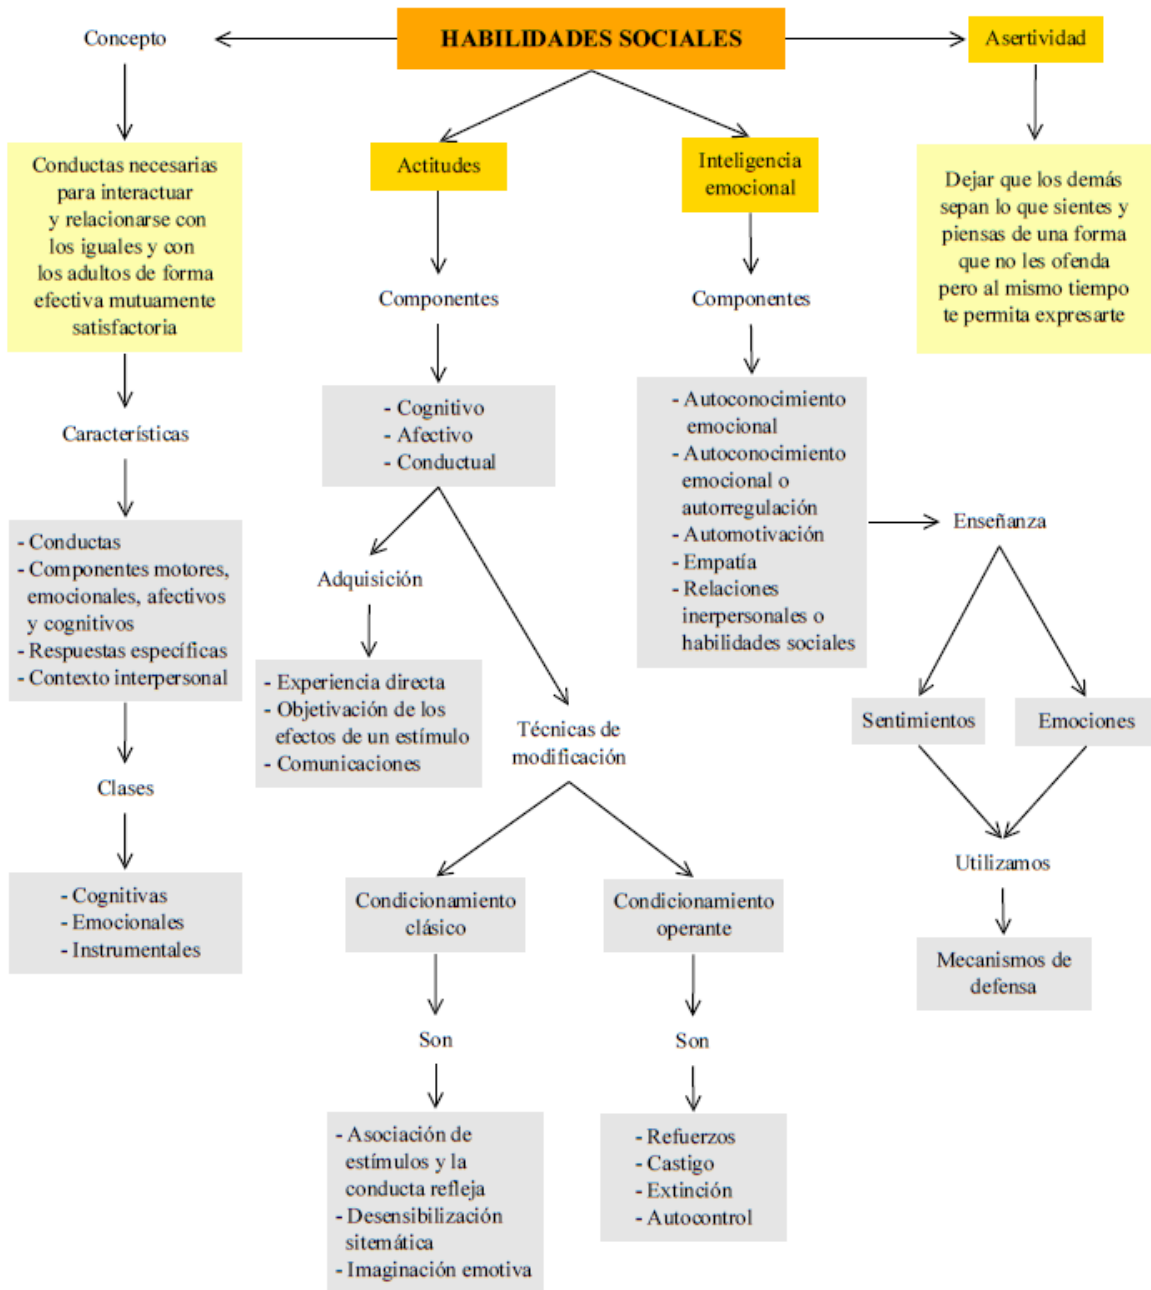 HABILIDADES SOCIALES
Concepto
Conductas necesarias
para interactuar
y relacionarse con
los iguales y con
los adultos de forma
efectiva mutuamente
satisfactoria
Características
- Conductas
- Componentes motores,
emocionales, afectivos
y cognitivos
- Respuestas específicas
- Contexto interpersonal
Clases
- Cognitivas
- Emocionales
- Instrumentales
Actitudes
Componentes
- Cognitivo
- Afectivo
- Conductual
Adquisición
- Experiencia directa
- Objetivación de los
efectos de un estímulo
- Comunicaciones
Técnicas de
modificación
Condicionamiento
clásico
Son
- Asociación de
estímulos y la
conducta refleja
- Desensibilización
sitemática
- Imaginación emotiva
Condicionamiento
operante
Son
- Refuerzos
- Castigo
- Extinción
- Autocontrol
Inteligencia
emocional
Componentes
- Autoconocimiento
emocional
- Autoconocimiento
emocional o
autorregulación
- Automotivación
- Empatía
- Relaciones
inerpersonales o
habilidades sociales
Enseñanza
Sentimientos
Emociones
Utilizamos
Mecanismos de
defensa
Asertividad
Dejar que los demás
sepan lo que sientes y
piensas de una forma
que no les ofenda
pero al mismo tiempo
te permita expresarte